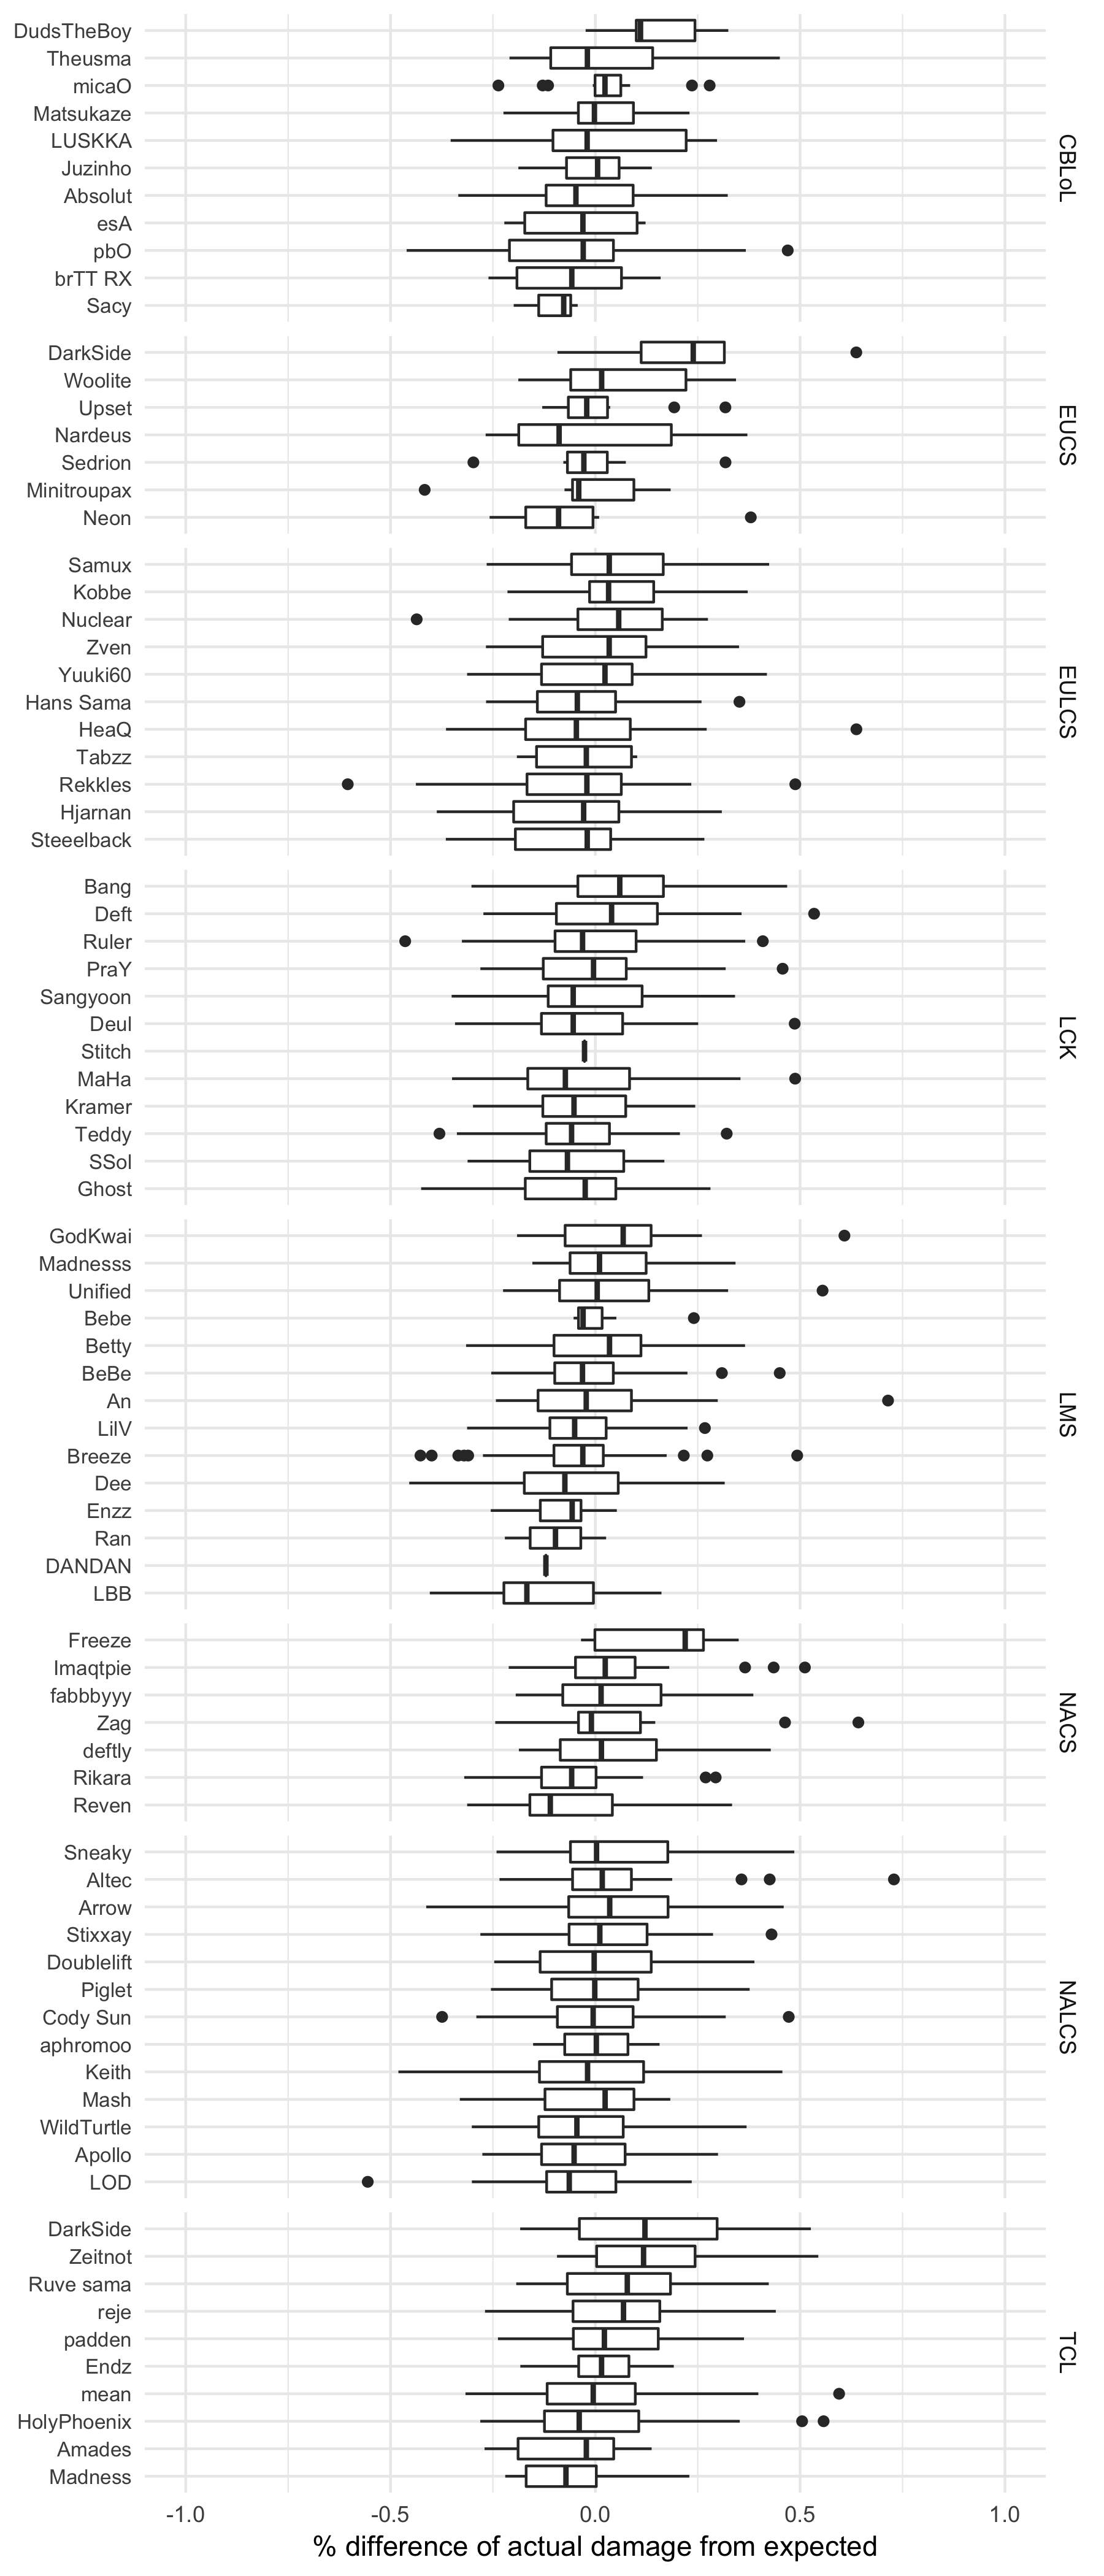 DudsTheBoy
Theusma
micaO
Matsukaze
LUSKKA
Juzinho
Absolut
esA
pbO
brTT RX
Sacy
CBLoL
DarkSide
Woolite
Upset
Nardeus
Sedrion
Minitroupax
Neon
EUCS
Samux
Kobbe
Nuclear
Zven
Yuuki60
Hans Sama
HeaQ
Tabzz
Rekkles
Hjarnan
Steeelback
EULCS
Bang
Deft
Ruler
PraY
Sangyoon
Deul
Stitch
MaHa
Kramer
Teddy
SSol
Ghost
LCK
GodKwai
Madnesss
Unified
Bebe
Betty
BeBe
An
LilV
Breeze
Dee
Enzz
Ran
DANDAN
LBB
LMS
Freeze
Imaqtpie
fabbbyyy
Zag
deftly
Rikara
Reven
NACS
Sneaky
Altec
Arrow
Stixxay
Doublelift
Piglet
Cody Sun
aphromoo
Keith
Mash
WildTurtle
Apollo
LOD
NALCS
DarkSide
Zeitnot
Ruve sama
reje
padden
Endz
mean
HolyPhoenix
Amades
Madness
TCL
-1.0 -0.5 0.0 0.5 1.0
% difference of actual damage from expected